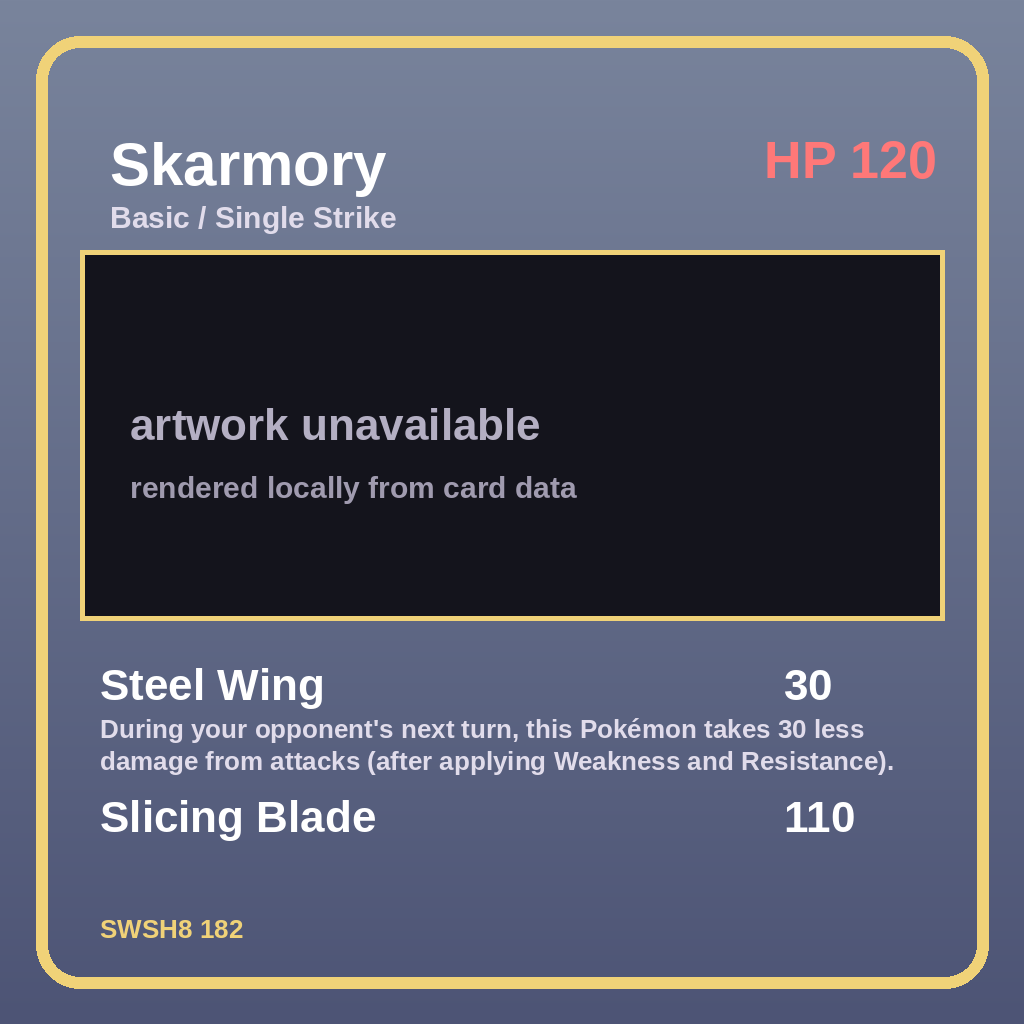 Skarmory
HP 120
Basic / Single Strike
artwork unavailable
rendered locally from card data
Steel Wing
30
During your opponent's next turn, this Pokémon takes 30 less
damage from attacks (after applying Weakness and Resistance).
Slicing Blade
110
SWSH8 182